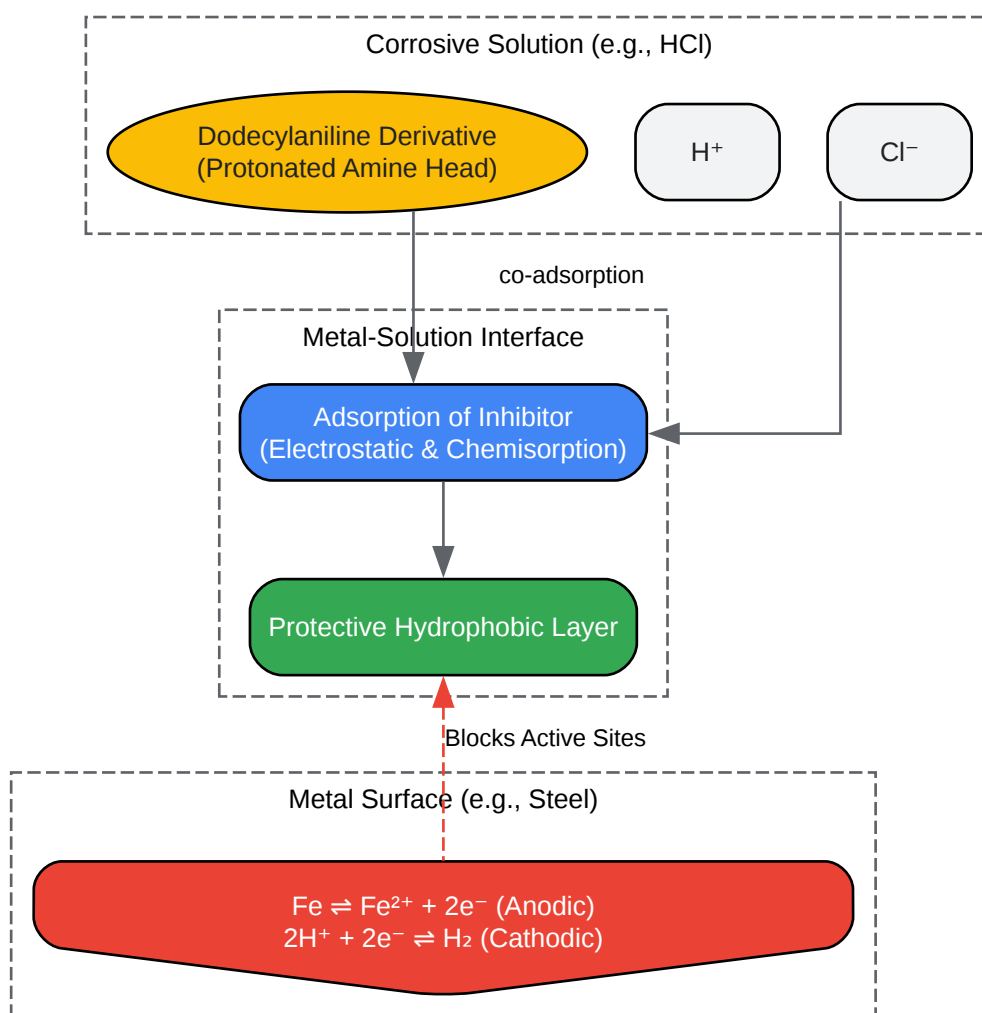 Corrosive Solution (e.g., HCl)
Dodecylaniline Derivative
(Protonated Amine Head)
H⁺
Cl⁻
co-adsorption
Metal-Solution Interface
Adsorption of Inhibitor
(Electrostatic & Chemisorption)
Protective Hydrophobic Layer
Blocks Active Sites
Metal Surface (e.g., Steel)
Fe ⇌ Fe²⁺ + 2e⁻ (Anodic)
2H⁺ + 2e⁻ ⇌ H₂ (Cathodic)